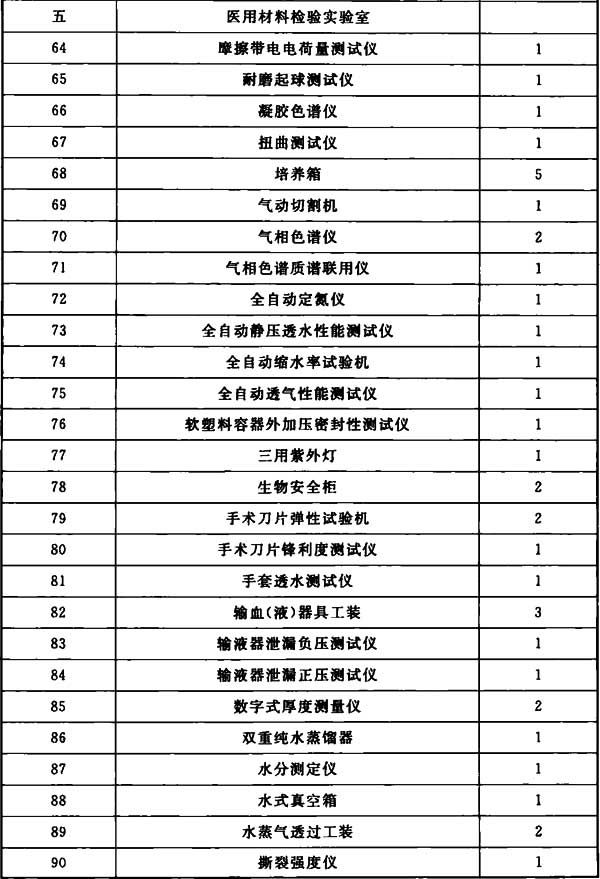 五 医用材料检验实验室
64 摩擦带电电荷量测试仪 1
65 耐磨起球测试仪 1
66 凝胶色谱仪 1
67 扭曲测试仪 1
68 培养箱 5
69 气动切割机 1
70 气相色谱仪 2
71 气相色谱质谱联用仪 1
72 全自动定氮仪 1
73 全自动静压透水性能测试仪 1
74 全自动缩水率试验机 1
75 全自动透气性能测试仪 1
76 软塑料容器外加压密封性测试仪 1
77 三用紫外灯 1
78 生物安全柜 2
79 手术刀片弹性试验机 2
80 手术刀片锋利度测试仪 1
81 手套透水测试仪 1
82 输血(液)器具工装 3
83 输液器泄漏负压测试仪 1
84 输液器泄漏正压测试仪 1
85 数字式厚度测量仪 2
86 双重纯水蒸馏器 1
87 水分测定仪 1
88 水式真空箱 1
89 水蒸气透过工装 2
90 撕裂强度仪 1